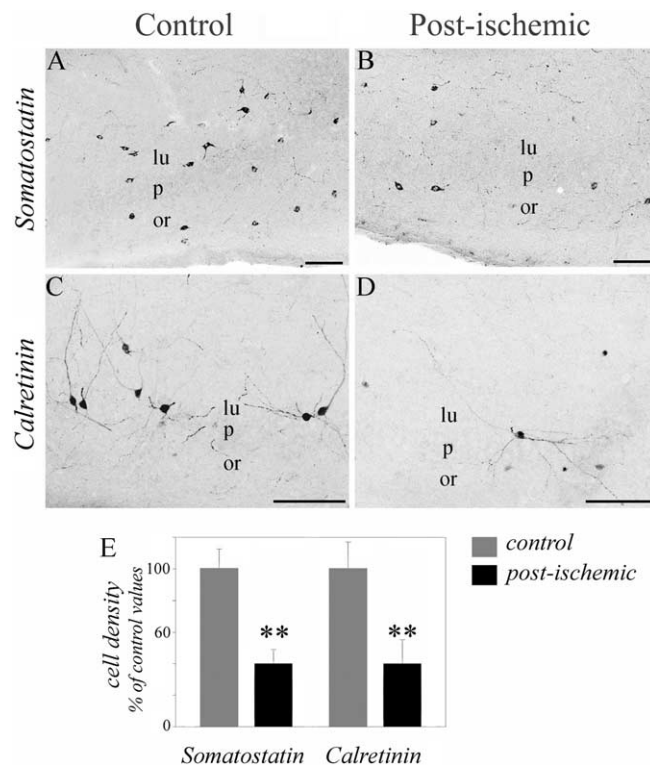 Control Post-ischemic
A B
Somatostatin
lu lu
p p
or or
C D
Calretinin
lu lu
p p
or or
E
control
post-ischemic
cell density
% of control values
100
60
0
** **
Somatostatin Calretinin